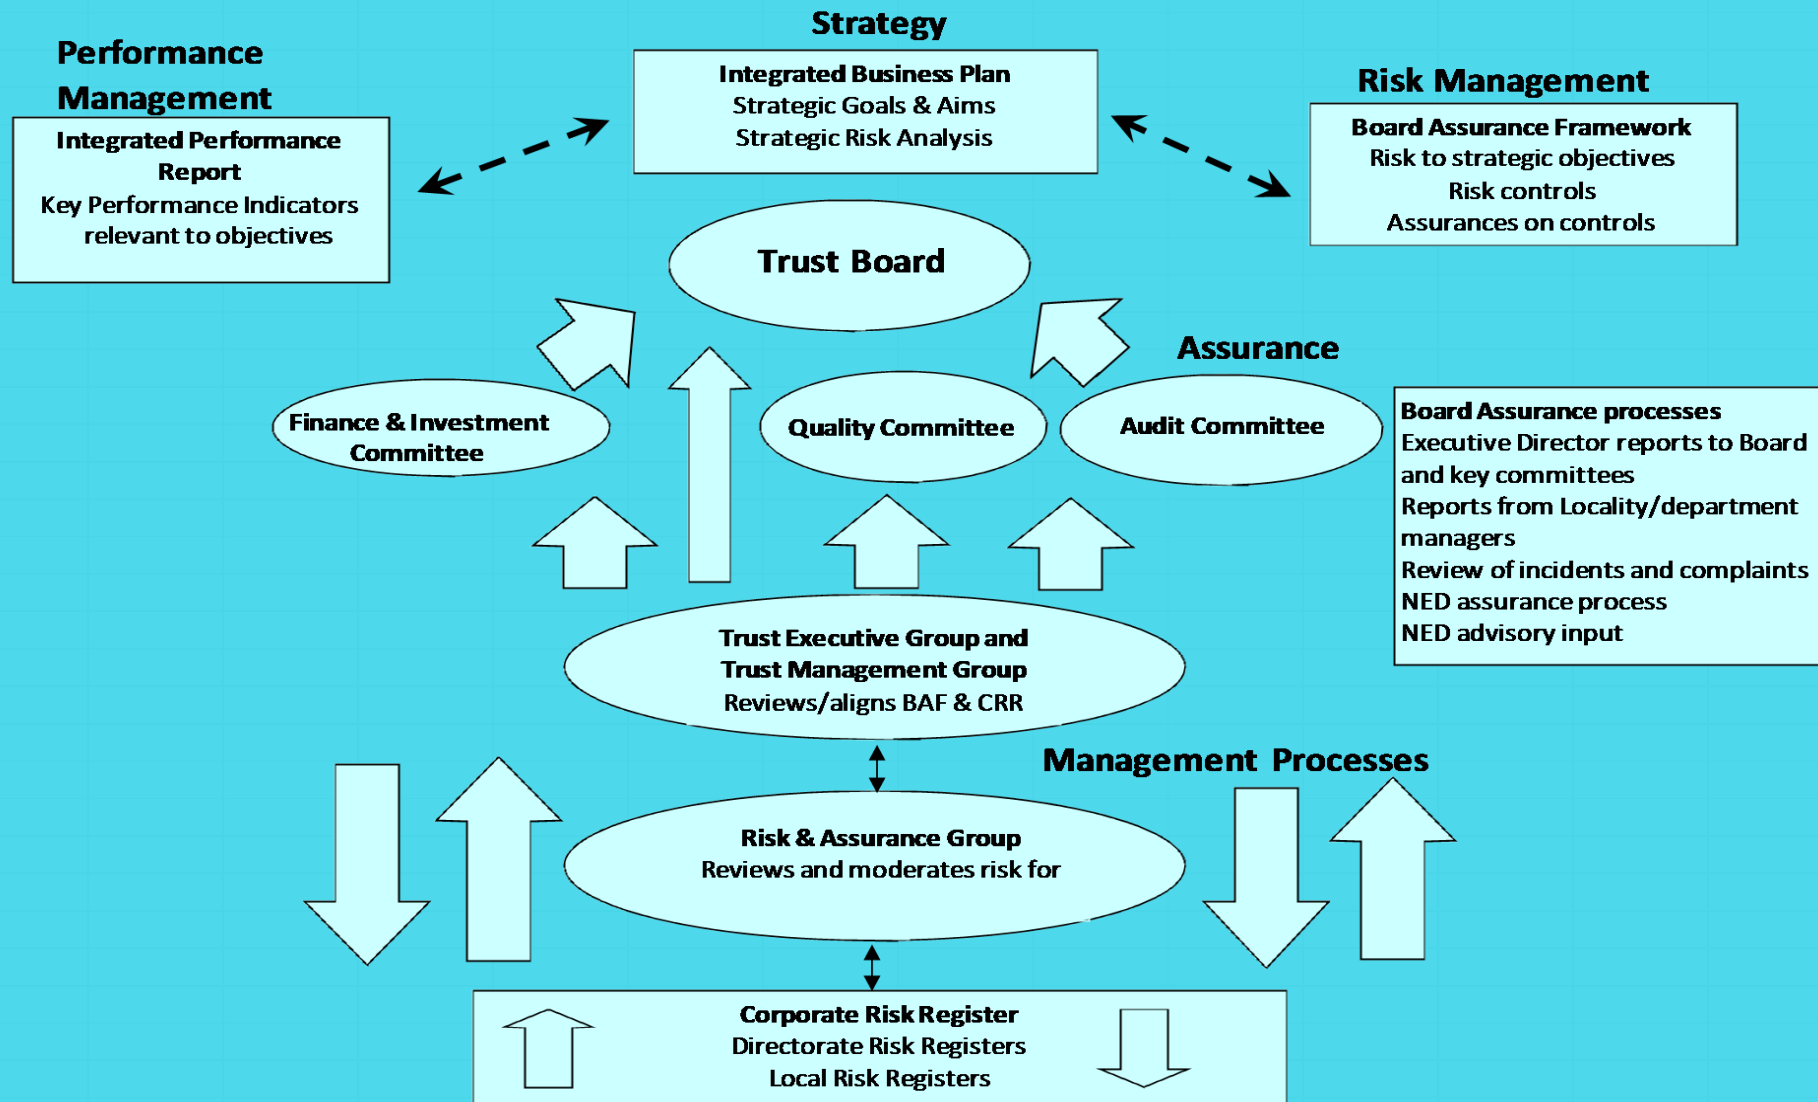 Strategy
Performance
Management
Integrated Business Plan
Strategic Goals & Aims
Strategic Risk Analysis
Risk Management
Integrated Performance
Report
Key Performance Indicators
relevant to objectives
Board Assurance Framework
Risk to strategic objectives
Risk controls
Assurances on controls
Trust Board
Assurance
Finance & Investment
Committee
Quality Committee
Audit Committee
Board Assurance processes
Executive Director reports to Board
and key committees
Reports from Locality/department
managers
Review of incidents and complaints
NED assurance process
NED advisory input
Trust Executive Group and
Trust Management Group
Reviews/aligns BAF & CRR
Management Processes
Risk & Assurance Group
Reviews and moderates risk for
Corporate Risk Register
Directorate Risk Registers
Local Risk Registers